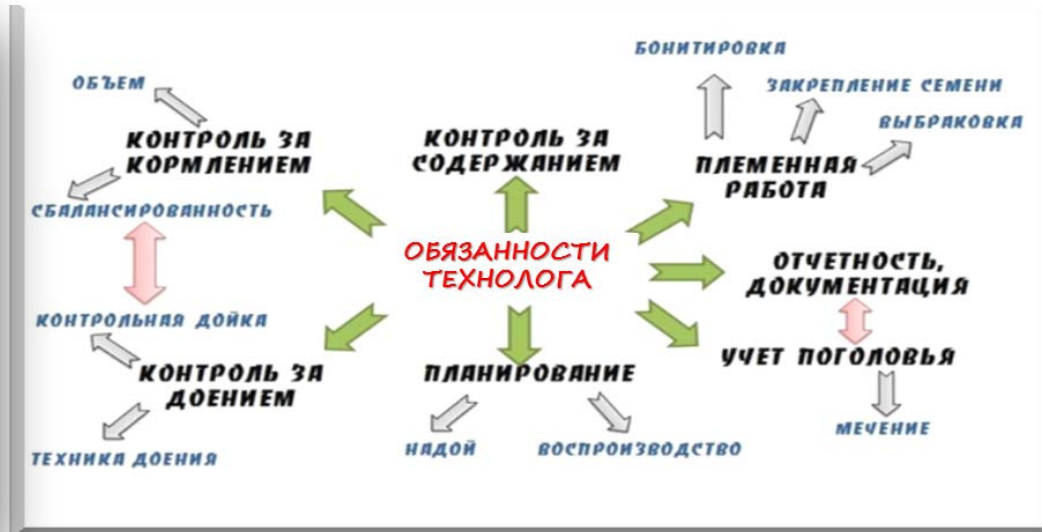 БОНИТИРОВКА
ОБЪЕМ
ЗАКРЕПЛЕНИЕ СЕМЕНИ
ВЫБРАКОВКА
КОНТРОЛЬ ЗА
КОРМЛЕНИЕМ
КОНТРОЛЬ ЗА
СОДЕРЖАНИЕМ
ПЛЕМЕННАЯ
РАБОТА
СБАЛАНСИРОВАННОСТЬ
ОБЯЗАННОСТИ
ТЕХНОЛОГА
ОТЧЕТНОСТЬ,
ДОКУМЕНТАЦИЯ
КОНТРОЛЬНАЯ ДОЙКА
КОНТРОЛЬ ЗА
ДОЕНИЕМ
ПЛАНИРОВАНИЕ
УЧЕТ ПОГОЛОВЬЯ
ТЕХНИКА ДОЕНИЯ
НАДОЙ
ВОСПРОИЗВОДСТВО
МЕЧЕНИЕ